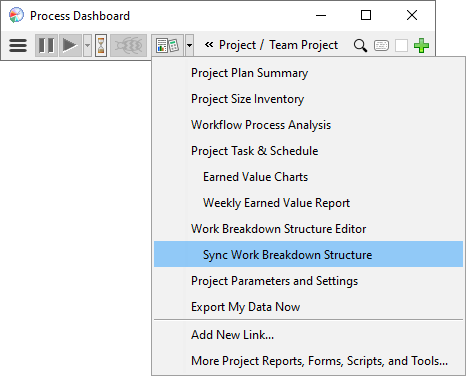 Process Dashboard
« Project / Team Project
Project Plan Summary
Project Size Inventory
Workflow Process Analysis
Project Task & Schedule
Earned Value Charts
Weekly Earned Value Report
Work Breakdown Structure Editor
Sync Work Breakdown Structure
Project Parameters and Settings
Export My Data Now
Add New Link...
More Project Reports, Forms, Scripts, and Tools...